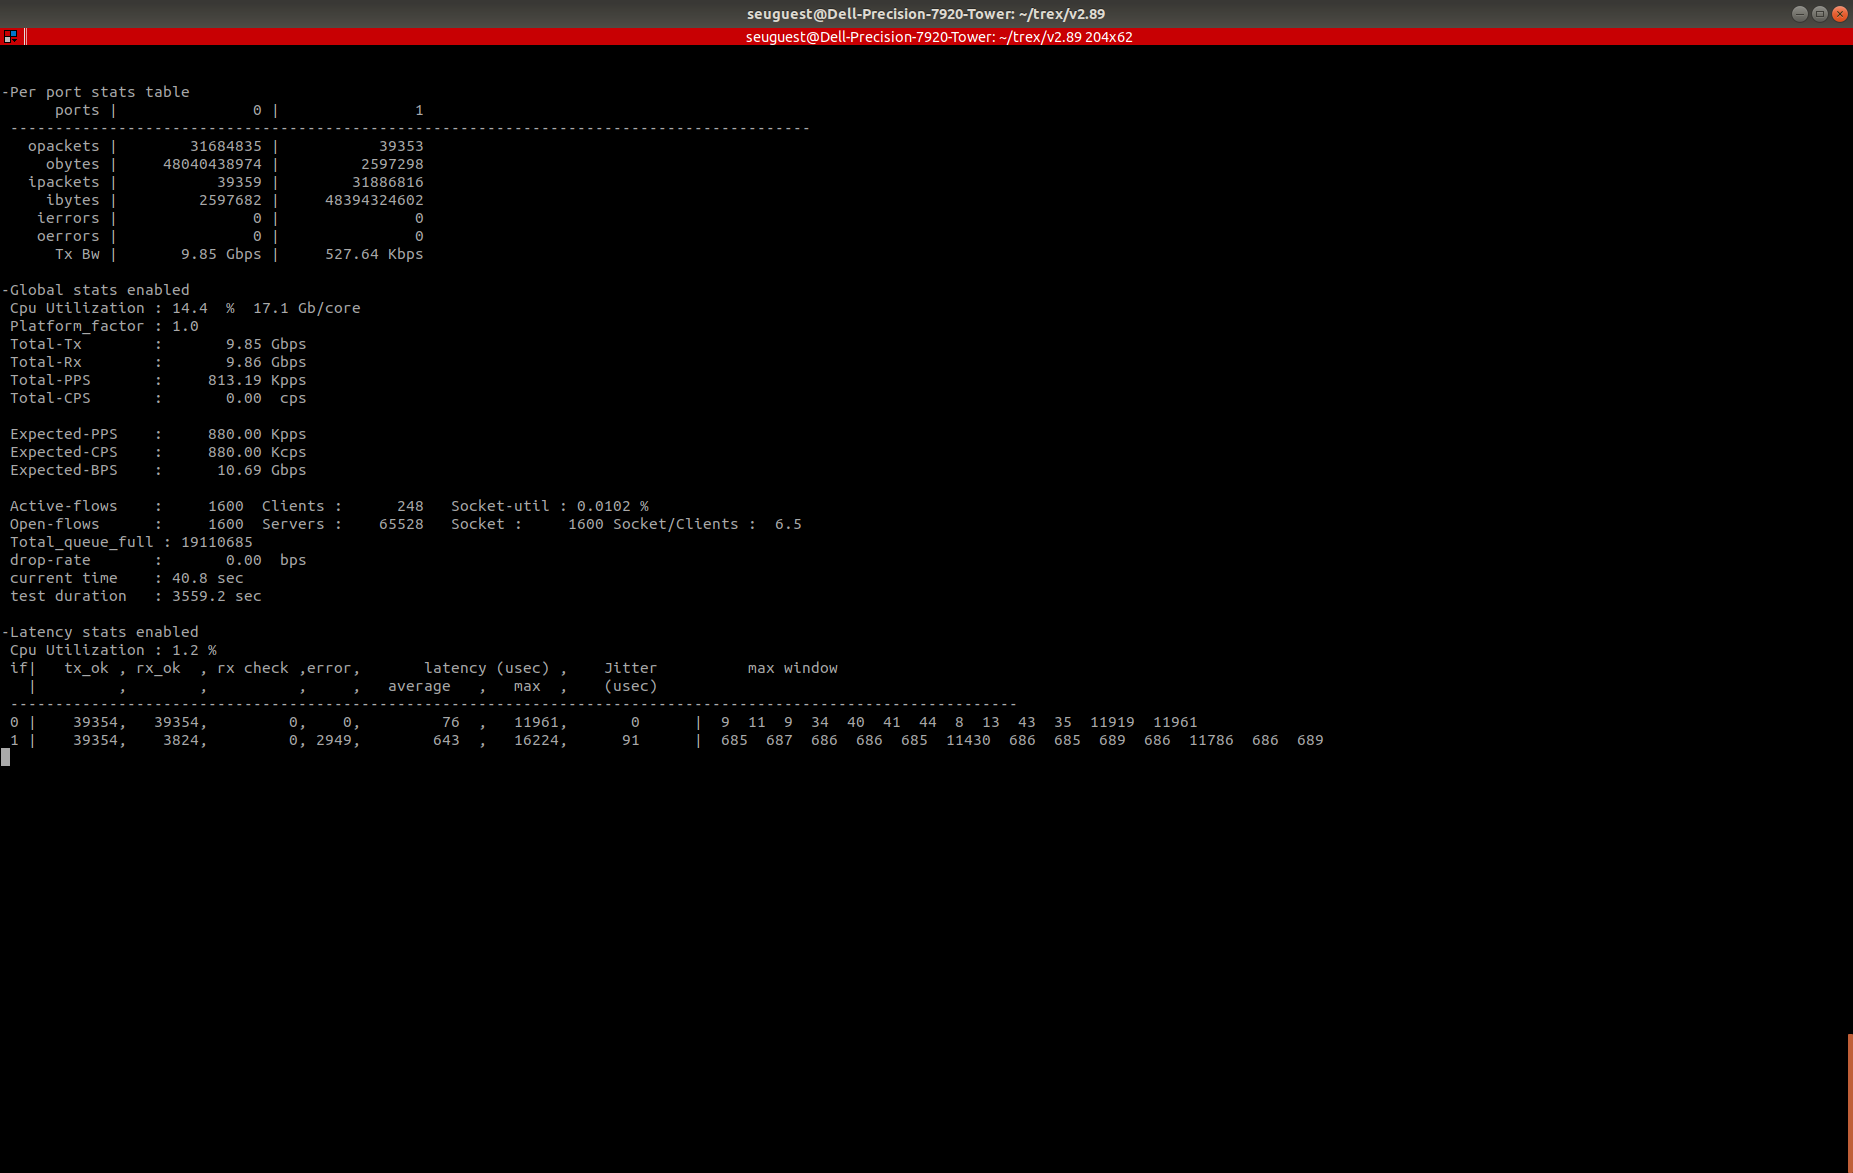 seuguest@Dell-Precision-7920-Tower: ~/trex/v2.89
seuguest@Dell-Precision-7920-Tower: ~/trex/v2.89 204x62
-Per port stats table
      ports |               0 |               1
 -----------------------------------------------------------------------------------------
   opackets |        31684835 |           39353
     obytes |     48040438974 |         2597298
   ipackets |           39359 |        31886816
     ibytes |         2597682 |     48394324602
    ierrors |               0 |               0
    oerrors |               0 |               0
      Tx Bw |       9.85 Gbps |     527.64 Kbps
-Global stats enabled
 Cpu Utilization : 14.4  %  17.1 Gb/core
 Platform_factor : 1.0
 Total-Tx        :       9.85 Gbps
 Total-Rx        :       9.86 Gbps
 Total-PPS       :     813.19 Kpps
 Total-CPS       :       0.00  cps
 Expected-PPS    :     880.00 Kpps
 Expected-CPS    :     880.00 Kcps
 Expected-BPS    :      10.69 Gbps
 Active-flows    :     1600  Clients :      248   Socket-util : 0.0102 %
 Open-flows      :     1600  Servers :    65528   Socket :     1600 Socket/Clients :  6.5
 Total_queue_full : 19110685
 drop-rate       :       0.00  bps
 current time    : 40.8 sec
 test duration   : 3559.2 sec
-Latency stats enabled
 Cpu Utilization : 1.2 %
 if|   tx_ok , rx_ok  , rx check ,error,       latency (usec) ,    Jitter          max window
   |         ,        ,          ,     ,   average   ,   max  ,    (usec)
 ----------------------------------------------------------------------------------------------------------------
 0 |    39354,   39354,         0,    0,         76  ,   11961,       0      |  9  11  9  34  40  41  44  8  13  43  35  11919  11961
 1 |    39354,    3824,         0, 2949,        643  ,   16224,      91      |  685  687  686  686  685  11430  686  685  689  686  11786  686  689